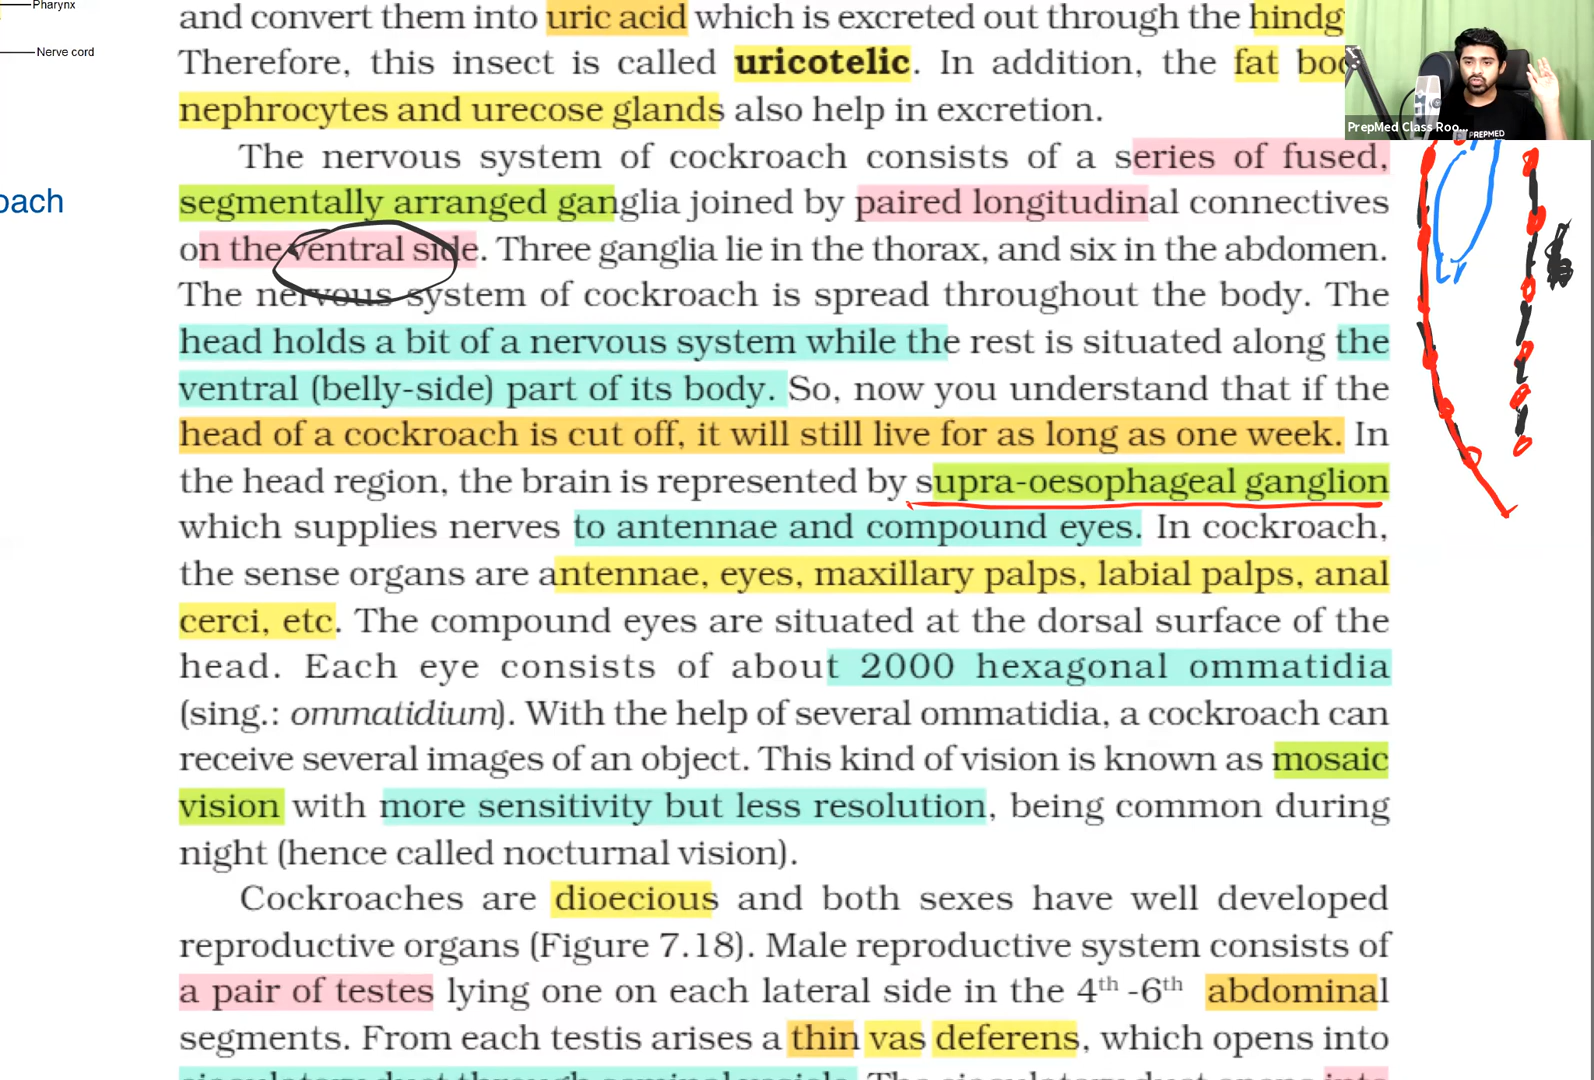 Pharynx
Nerve cord
oach
and convert them into uric acid which is excreted out through the hindg
Therefore, this insect is called uricotelic. In addition, the fat bod
nephrocytes and urecose glands also help in excretion.
The nervous system of cockroach consists of a series of fused,
segmentally arranged ganglia joined by paired longitudinal connectives
on the ventral side. Three ganglia lie in the thorax, and six in the abdomen.
The nervous system of cockroach is spread throughout the body. The
head holds a bit of a nervous system while the rest is situated along the
ventral (belly-side) part of its body. So, now you understand that if the
head of a cockroach is cut off, it will still live for as long as one week. In
the head region, the brain is represented by supra-oesophageal ganglion
which supplies nerves to antennae and compound eyes. In cockroach,
the sense organs are antennae, eyes, maxillary palps, labial palps, anal
cerci, etc. The compound eyes are situated at the dorsal surface of the
head. Each eye consists of about 2000 hexagonal ommatidia
(sing.: ommatidium). With the help of several ommatidia, a cockroach can
receive several images of an object. This kind of vision is known as mosaic
vision with more sensitivity but less resolution, being common during
night (hence called nocturnal vision).
Cockroaches are dioecious and both sexes have well developed
reproductive organs (Figure 7.18). Male reproductive system consists of
a pair of testes lying one on each lateral side in the 4th -6th abdominal
segments. From each testis arises a thin vas deferens, which opens into
PrepMed Class Roo...
PREPMED